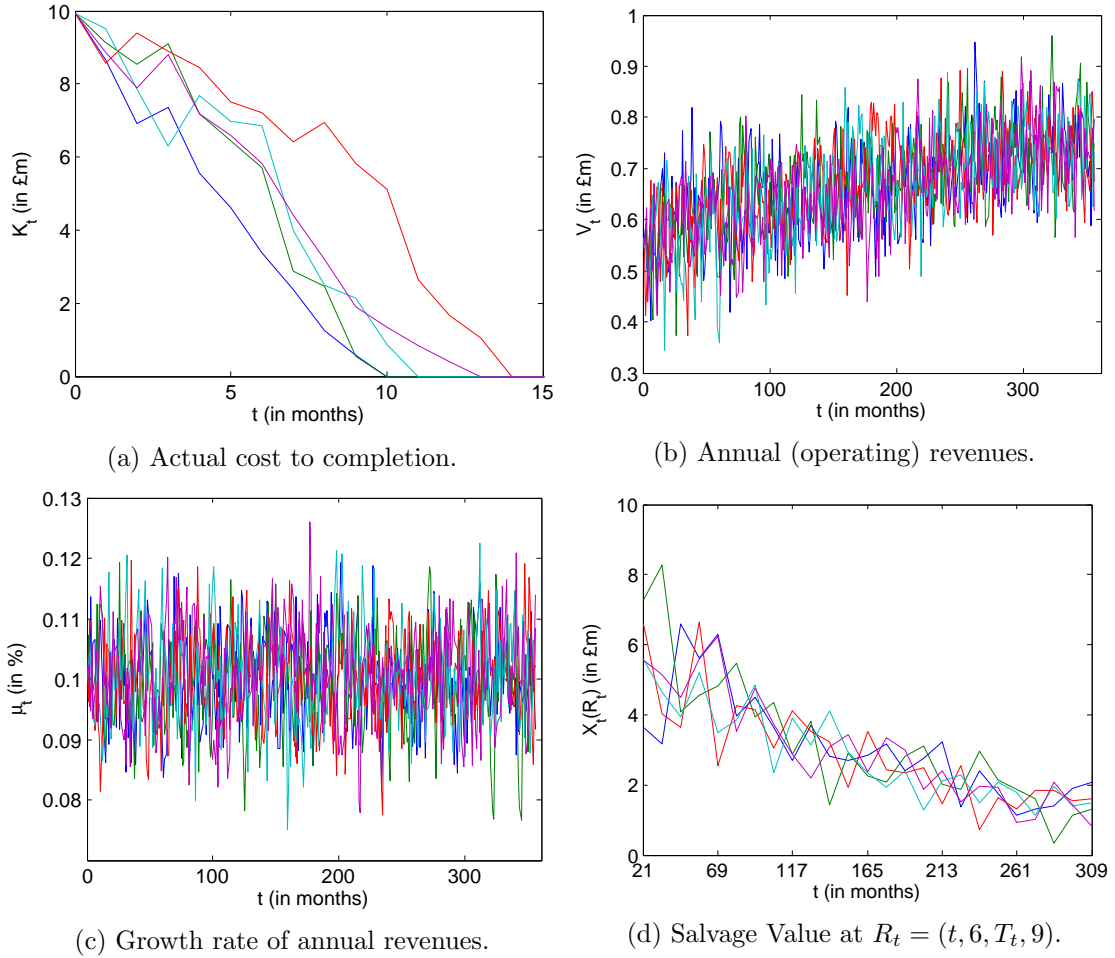 10
8
6
4
2
0
K_t (in £m)
0 5 10 15
t (in months)
(a) Actual cost to completion.
1
0.9
0.8
0.7
0.6
0.5
0.4
0.3
V_t (in £m)
0 100 200 300
t (in months)
(b) Annual (operating) revenues.
0.13
0.12
0.11
0.1
0.09
0.08
μ_t (in %)
0 100 200 300
t (in months)
(c) Growth rate of annual revenues.
10
8
6
4
2
0
X_t(R_t) (in £m)
21 69 117 165 213 261 309
t (in months)
(d) Salvage Value at R_t = (t, 6, T_t, 9).